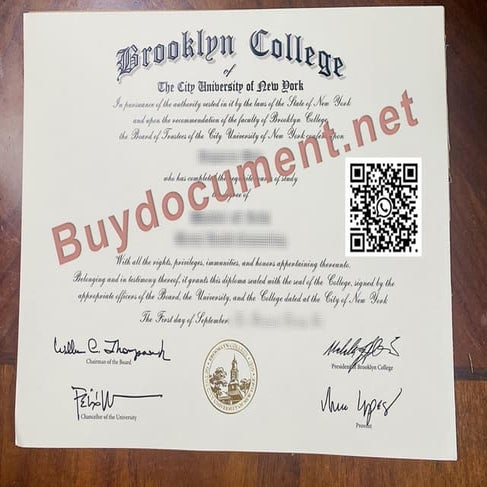 Brooklyn College
of
The City University of New York
In pursuance of the authority vested in it by the laws of the State of New York
and upon the recommendation of the faculty of Brooklyn College,
the Board of Trustees of the City University of New York confers upon
who has completed the requisite course of study
the degree of
Buydocument.net
With all the rights, privileges, immunities, and honors appertaining thereunto.
Belonging and in testimony thereof, it grants this diploma sealed with the seal of the College, signed by the
appropriate officers of the Board, the University, and the College dated at the City of New York
The First day of September,
Chairman of the Board
President of Brooklyn College
Chancellor of the University
Provost